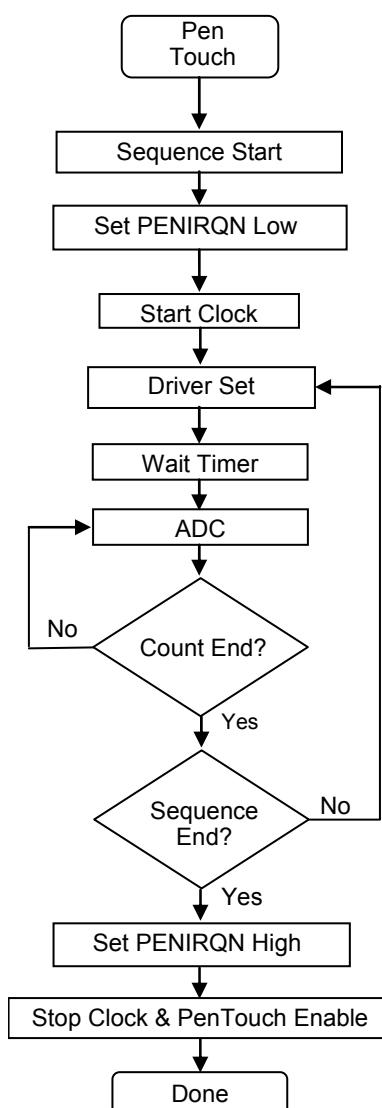 Pen
Touch
Sequence Start
Set PENIRQN Low
Start Clock
Driver Set
Wait Timer
ADC
No
Count End?
Yes
Sequence
End?
No
Yes
Set PENIRQN High
Stop Clock & PenTouch Enable
Done